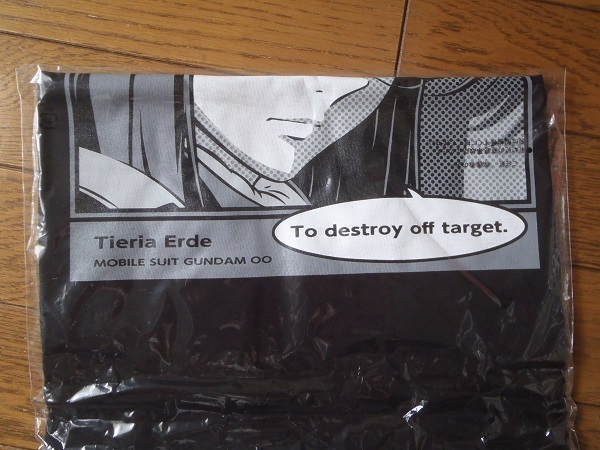 To destroy off target.
Tieria Erde
MOBILE SUIT GUNDAM OO